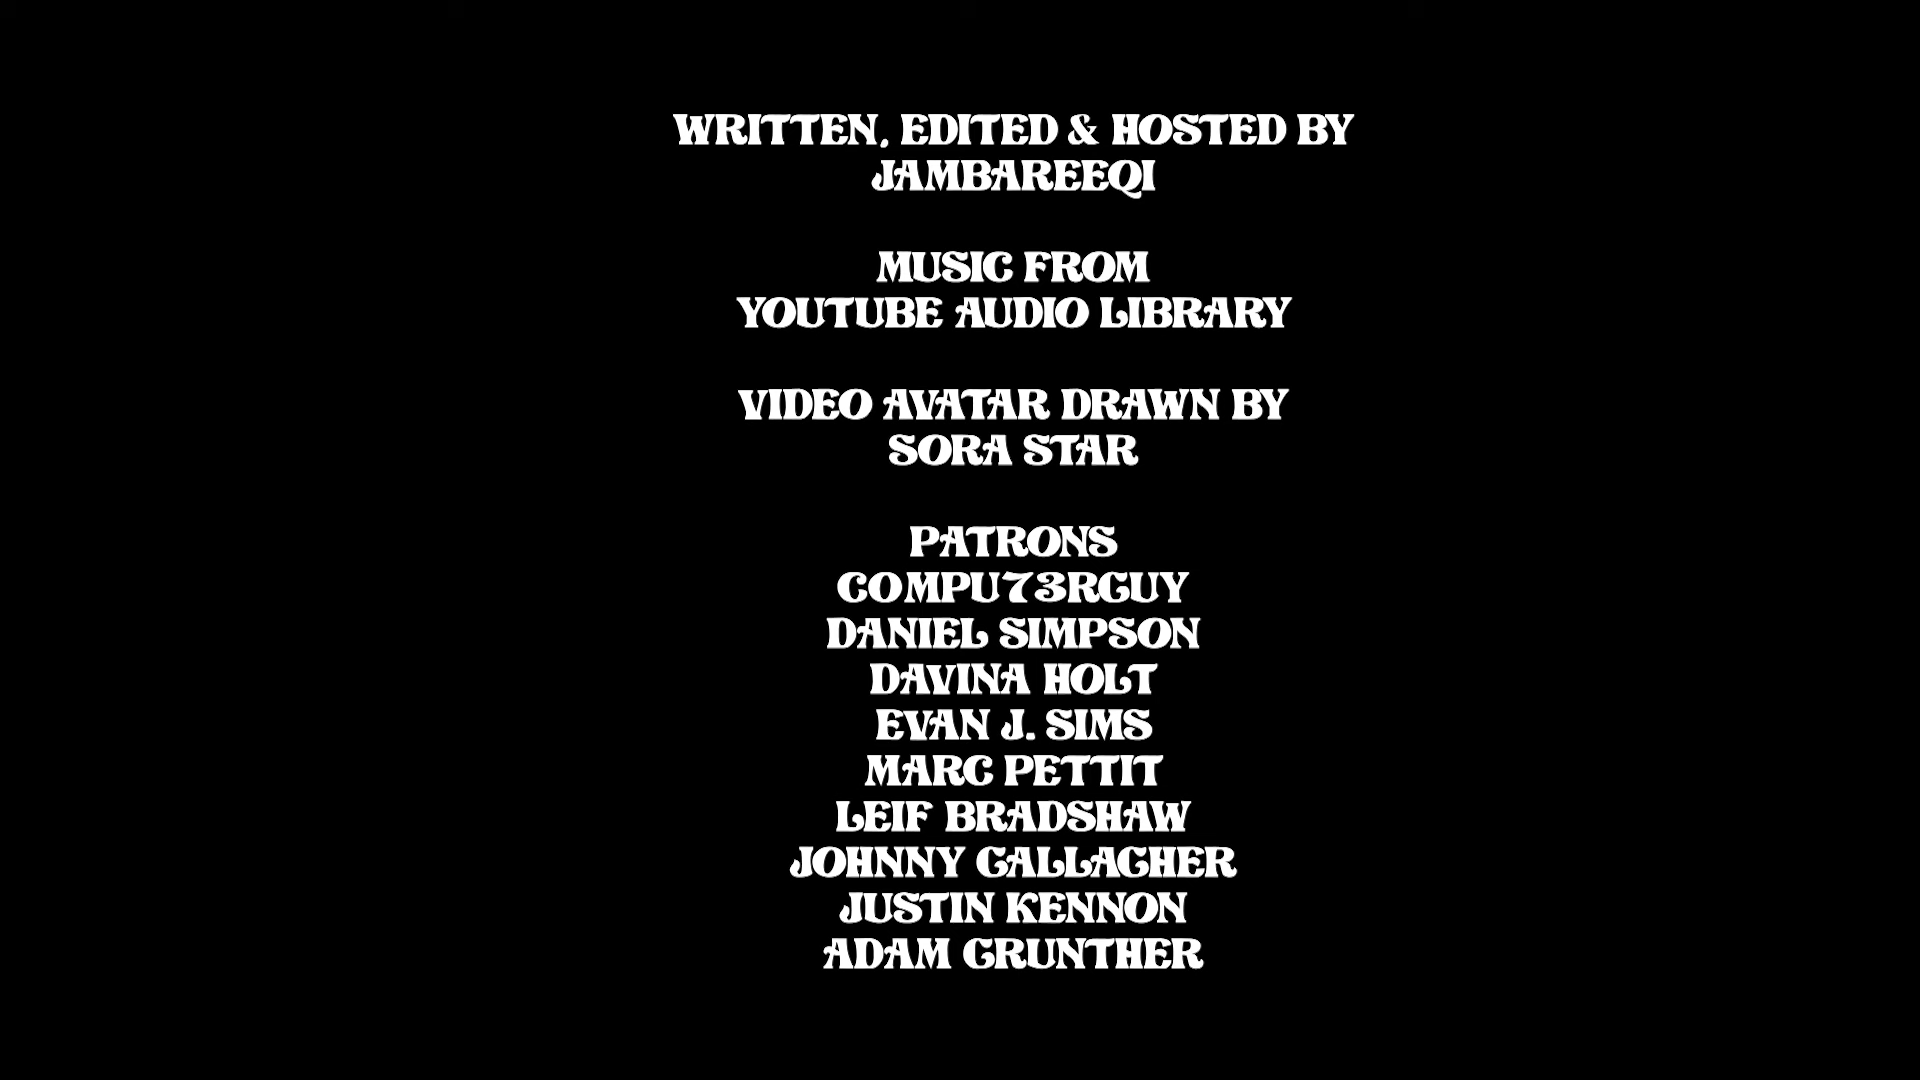 WRITTEN, EDITED & HOSTED BY
JAMBAREEQI
MUSIC FROM
YOUTUBE AUDIO LIBRARY
VIDEO AVATAR DRAWN BY
SORA STAR
PATRONS
COMPU73RGUY
DANIEL SIMPSON
DAVINA HOLT
EVAN J. SIMS
MARC PETTIT
LEIF BRADSHAW
JOHNNY GALLAGHER
JUSTIN KENNON
ADAM GRUNTHER